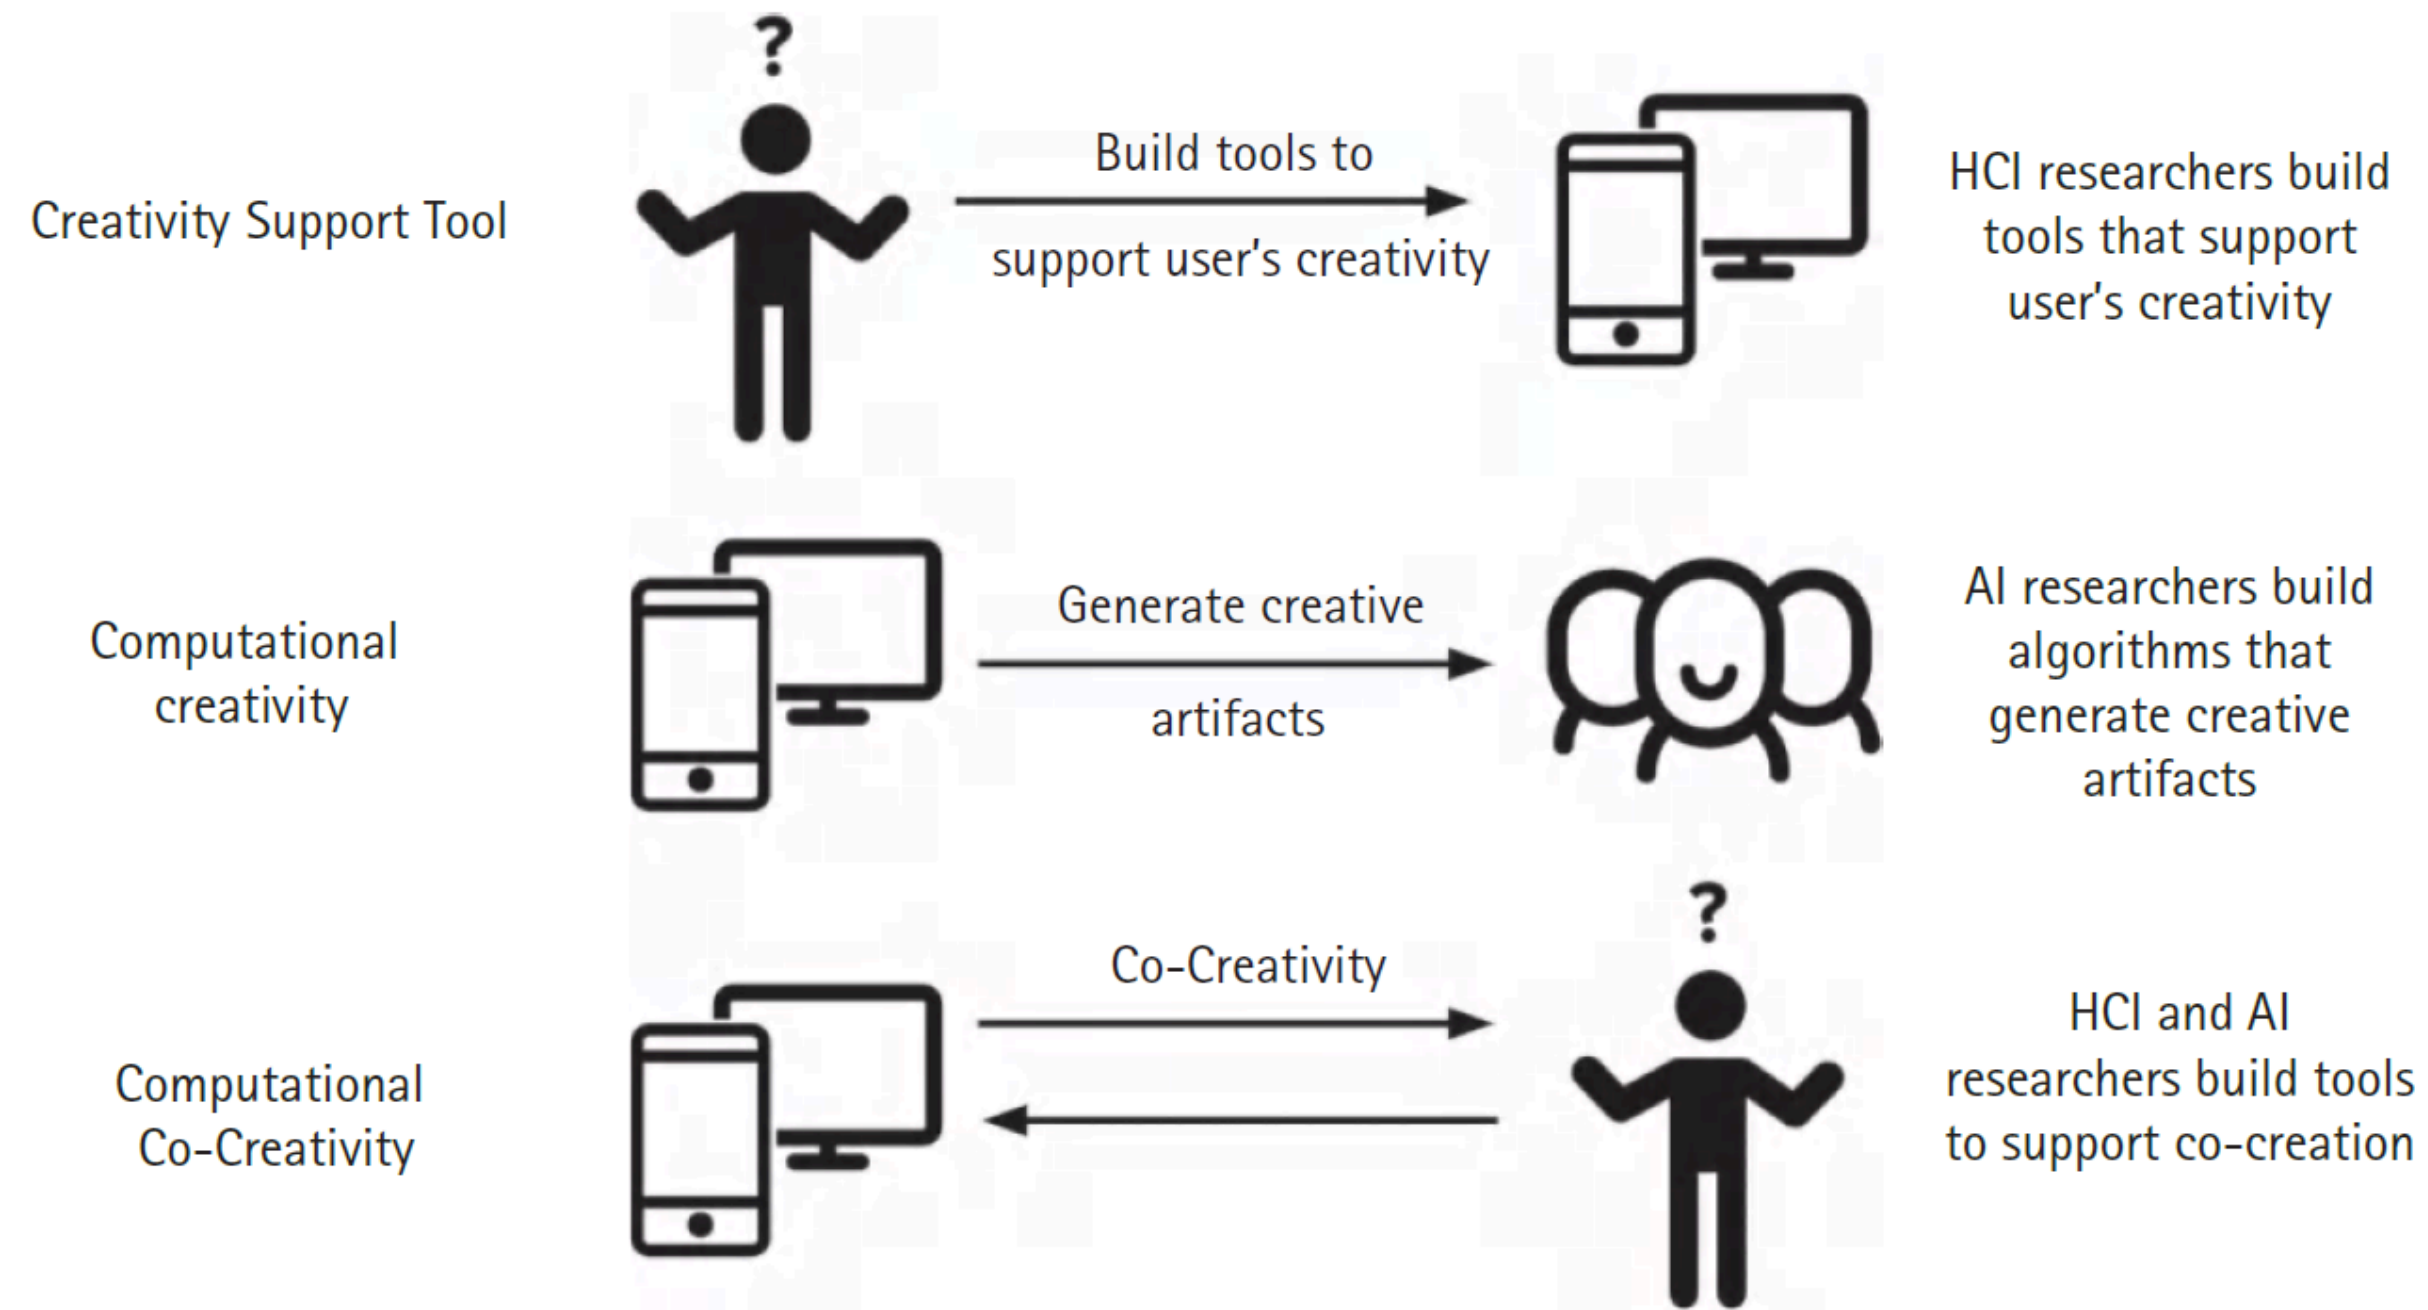 ?
Creativity Support Tool
Build tools to
support user's creativity
HCI researchers build
tools that support
user's creativity
Computational
creativity
Generate creative
artifacts
AI researchers build
algorithms that
generate creative
artifacts
?
Computational
Co-Creativity
Co-Creativity
HCI and AI
researchers build tools
to support co-creation